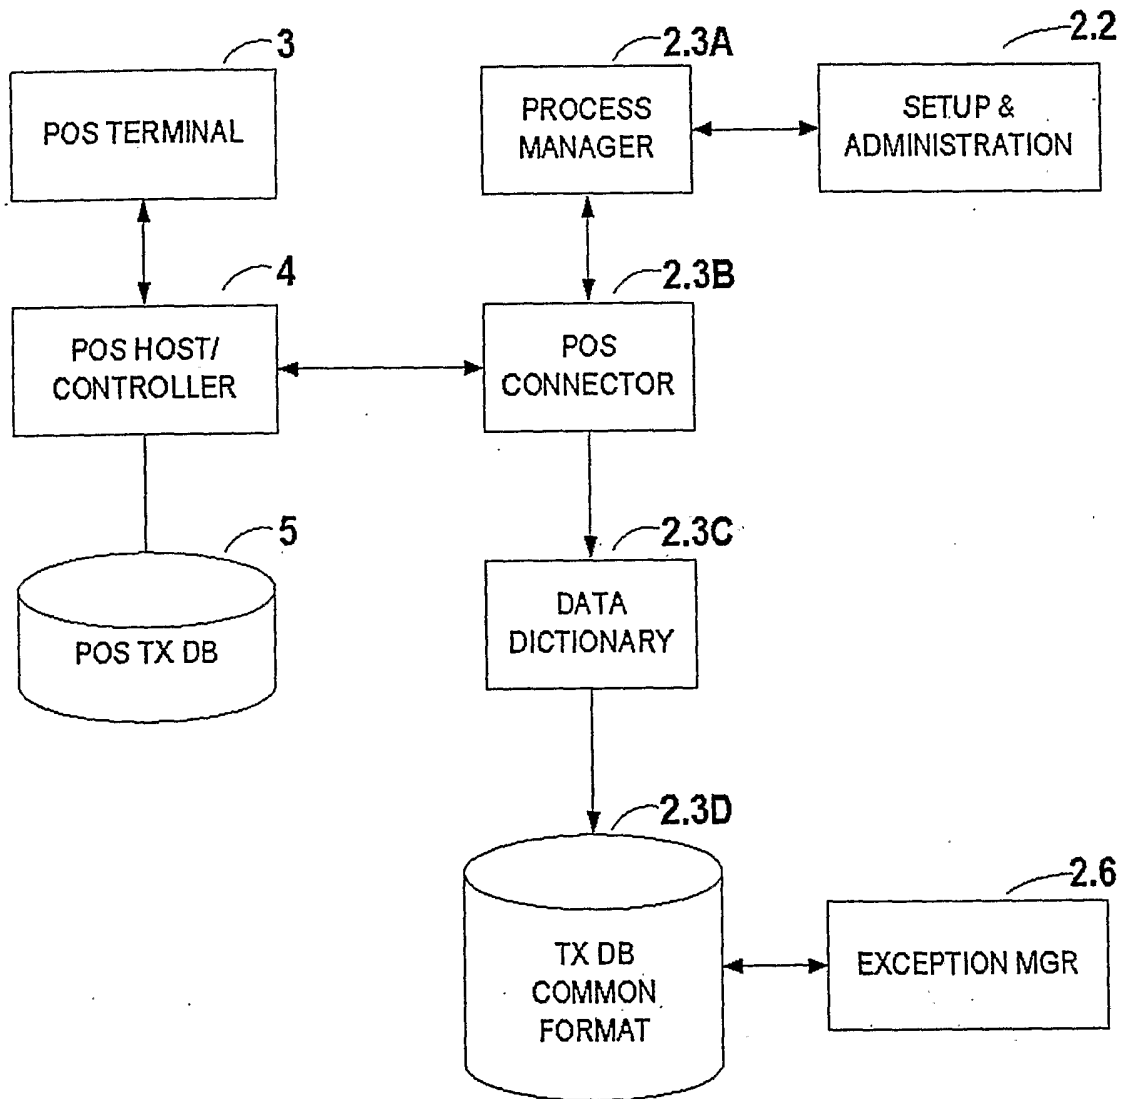 3
POS TERMINAL
2.3A
PROCESS
MANAGER
2.2
SETUP &
ADMINISTRATION
4
POS HOST/
CONTROLLER
2.3B
POS
CONNECTOR
5
POS TX DB
2.3C
DATA
DICTIONARY
2.3D
TX DB
COMMON
FORMAT
2.6
EXCEPTION MGR